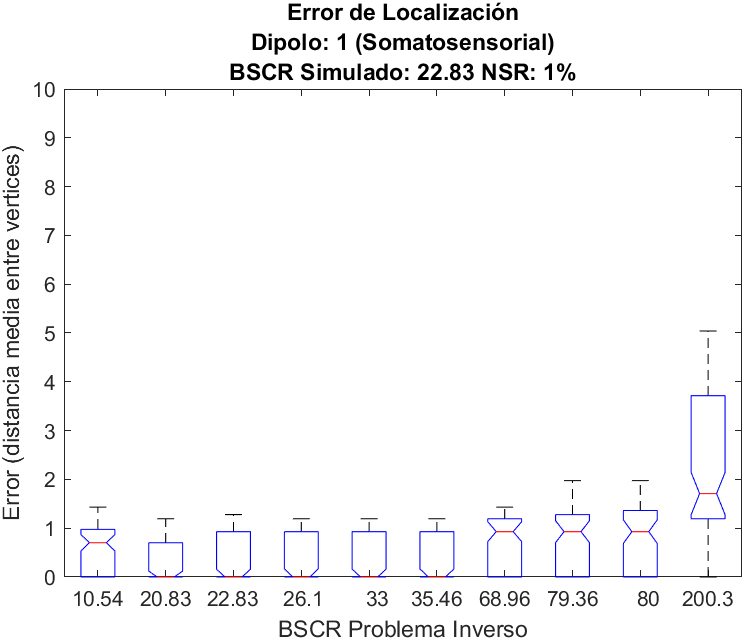 Error de Localización
Dipolo: 1 (Somatosensorial)
BSCR Simulado: 22.83 NSR: 1%
Error (distancia media entre vertices)
10
9
8
7
6
5
4
3
2
1
0
10.54 20.83 22.83 26.1 33 35.46 68.96 79.36 80 200.3
BSCR Problema Inverso